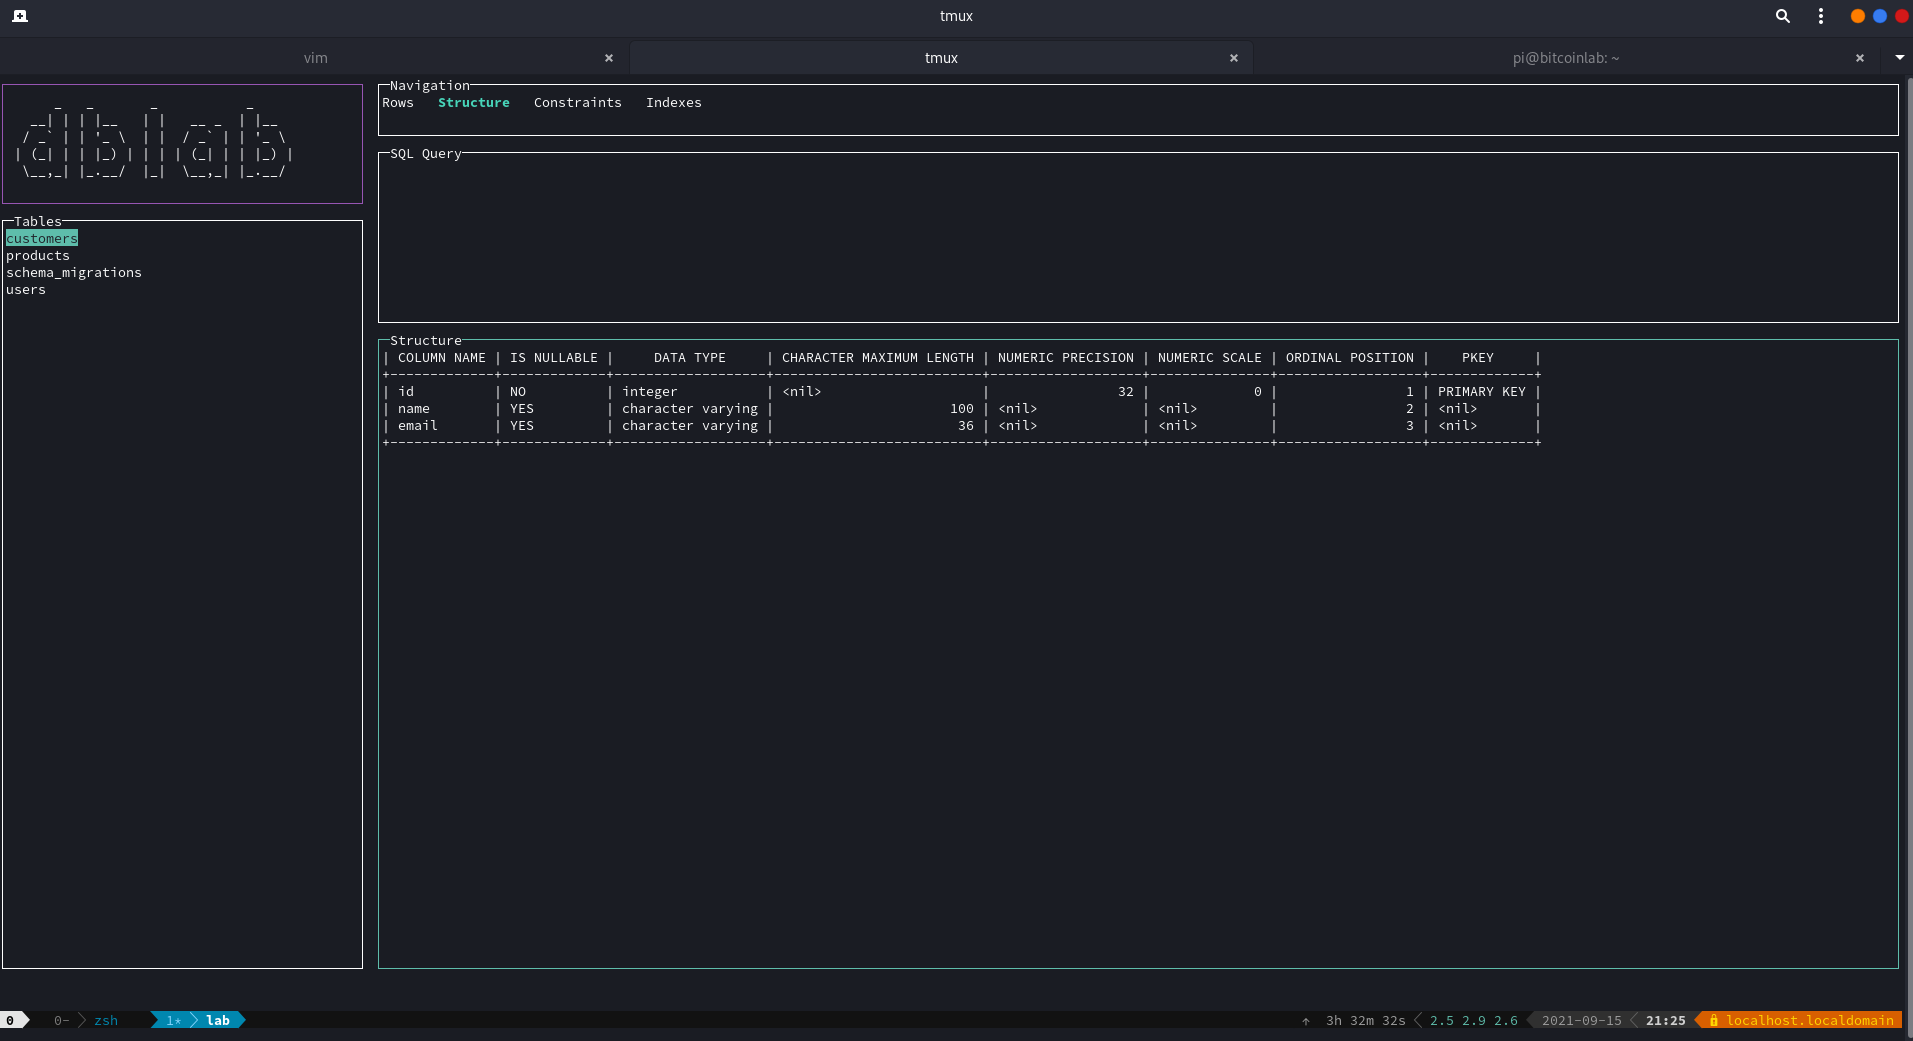 tmux
vim × tmux × pi@bitcoinlab: ~ ×
dblab
Navigation
Rows Structure Constraints Indexes
SQL Query
Tables
customers
products
schema_migrations
users
Structure
| COLUMN NAME | IS NULLABLE | DATA TYPE | CHARACTER MAXIMUM LENGTH | NUMERIC PRECISION | NUMERIC SCALE | ORDINAL POSITION | PKEY |
| id | NO | integer | <nil> | 32 | 0 | 1 | PRIMARY KEY |
| name | YES | character varying | 100 | <nil> | <nil> | 2 | <nil> |
| email | YES | character varying | 36 | <nil> | <nil> | 3 | <nil> |
0 0- zsh 1* lab ↑ 3h 32m 32s 2.5 2.9 2.6 2021-09-15 21:25 localhost.localdomain